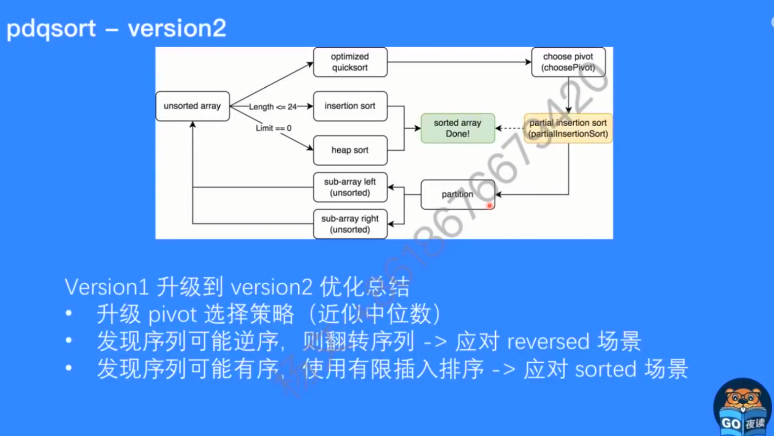 pdqsort – version2
optimized
quicksort
choose pivot
(choosePivot)
unsorted array
Length <= 24
insertion sort
Limit == 0
sorted array
Done!
partial insertion sort
(partialInsertionSort)
heap sort
sub-array left
(unsorted)
partition
sub-array right
(unsorted)
Version1 升级到 version2 优化总结
• 升级 pivot 选择策略（近似中位数）
• 发现序列可能逆序，则翻转序列 -> 应对 reversed 场景
• 发现序列可能有序，使用有限插入排序 -> 应对 sorted 场景
GO 夜读